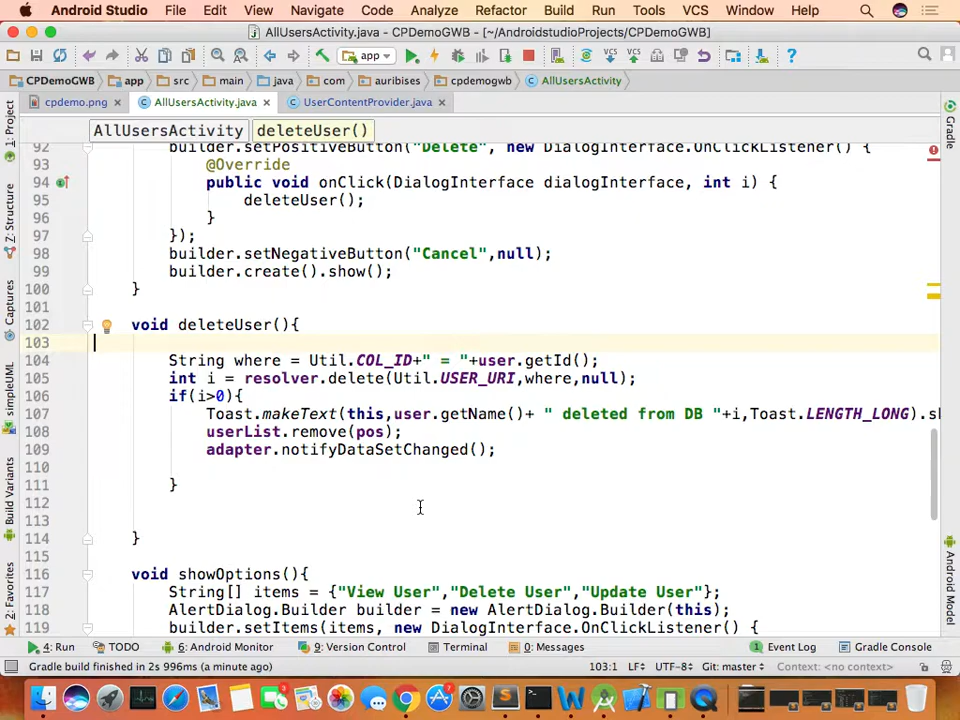 Android Studio File Edit View Navigate Code Analyze Refactor Build Run Tools VCS Window Help
AllUsersActivity.java - CPDemoGWB - [~/AndroidstudioProjects/CPDemoGWB]
app VCS VCS
CPDemoGWB app src main java com auribises cpdemogwb AllUsersActivity
cpdemo.png AllUsersActivity.java UserContentProvider.java
AllUsersActivity deleteUser()
92 builder.setPositiveButton("Delete", new DialogInterface.OnClickListener() {
93 @Override
94 public void onClick(DialogInterface dialogInterface, int i) {
95 deleteUser();
96 }
97 });
98 builder.setNegativeButton("Cancel",null);
99 builder.create().show();
100 }
101
102 void deleteUser(){
103
104 String where = Util.COL_ID+" = "+user.getId();
105 int i = resolver.delete(Util.USER_URI,where,null);
106 if(i>0){
107 Toast.makeText(this,user.getName()+ " deleted from DB "+i,Toast.LENGTH_LONG).sh
108 userList.remove(pos);
109 adapter.notifyDataSetChanged();
110
111 }
112
113
114 }
115
116 void showOptions(){
117 String[] items = {"View User","Delete User","Update User"};
118 AlertDialog.Builder builder = new AlertDialog.Builder(this);
119 builder.setItems(items, new DialogInterface.OnClickListener() {
1: Project
Z: Structure
Captures
simpleUML
Build Variants
2: Favorites
Gradle
Android Model
4: Run TODO 6: Android Monitor 9: Version Control Terminal 0: Messages 1 Event Log Gradle Console
Gradle build finished in 2s 996ms (a minute ago) 103:1 LF UTF-8 Git: master Context: <no context>